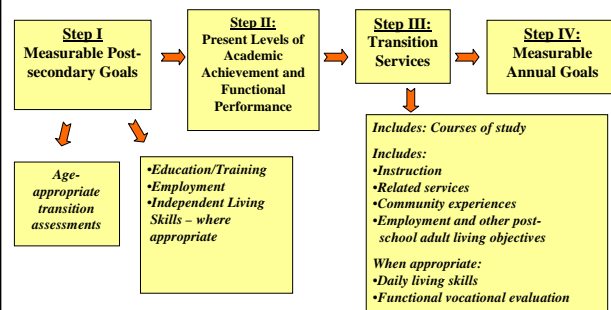 Step I
Measurable Post-
secondary Goals
Step II:
Present Levels of
Academic
Achievement and
Functional
Performance
Step III:
Transition
Services
Step IV:
Measurable
Annual Goals
Age-
appropriate
transition
assessments
•Education/Training
•Employment
•Independent Living
Skills – where
appropriate
Includes: Courses of study
Includes:
•Instruction
•Related services
•Community experiences
•Employment and other post-
school adult living objectives
When appropriate:
•Daily living skills
•Functional vocational evaluation